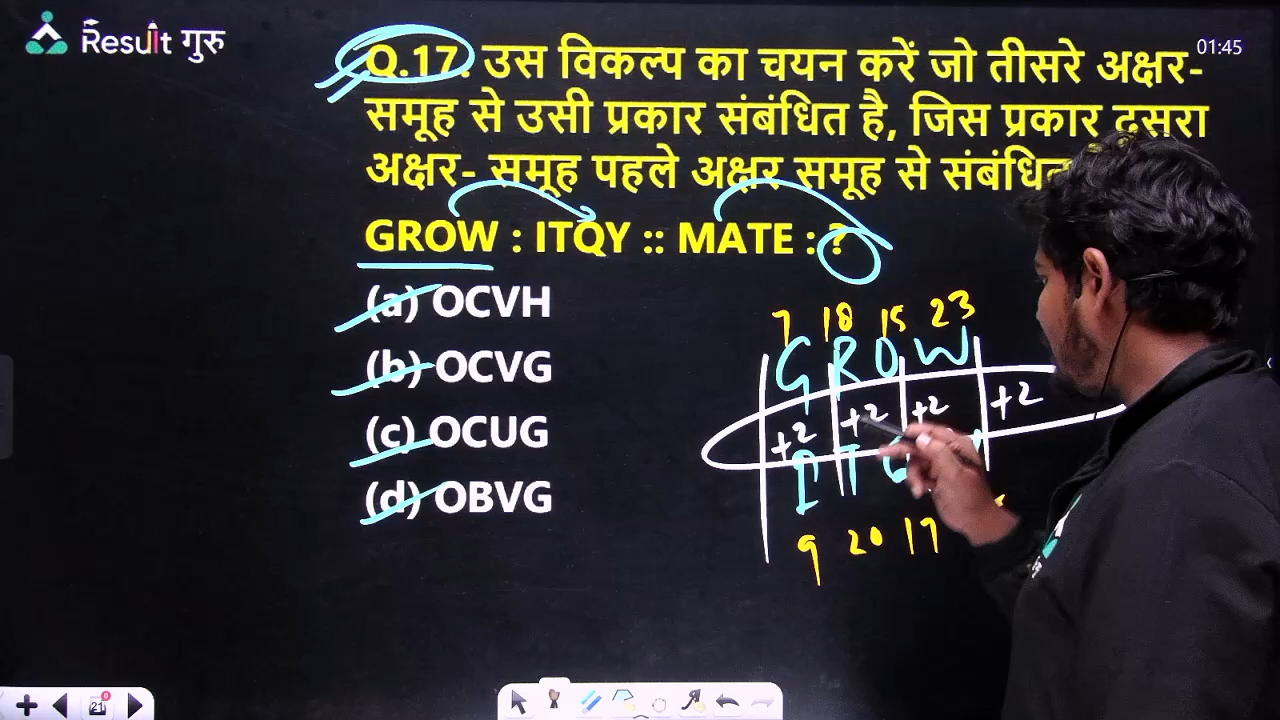 Result गुरु
01:45
Q.17. उस विकल्प का चयन करें जो तीसरे अक्षर-
समूह से उसी प्रकार संबंधित है, जिस प्रकार दूसरा
अक्षर- समूह पहले अक्षर समूह से
GROW : ITQY :: MATE : ?
(a) OCVH
(b) OCVG
(c) OCUG
(d) OBVG
7 18 15 23
G R O W
+2 +2 +2 +2
I T
9 20 17
21